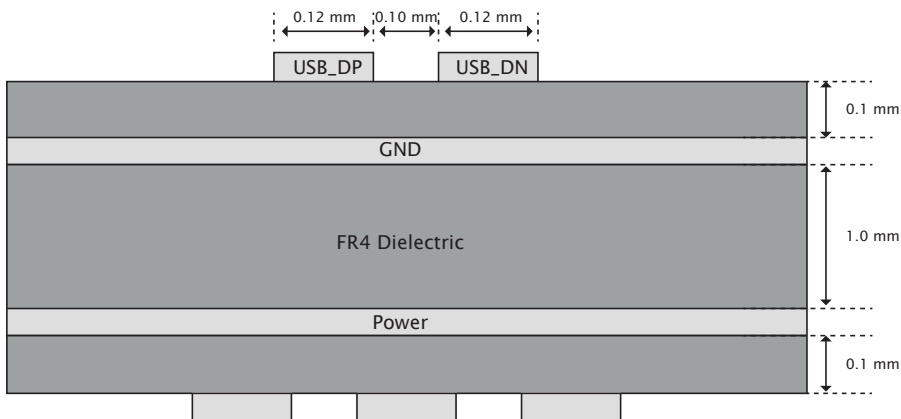 0.12 mm 0.10 mm 0.12 mm
USB_DP USB_DN
0.1 mm
GND
1.0 mm
FR4 Dielectric
Power
0.1 mm